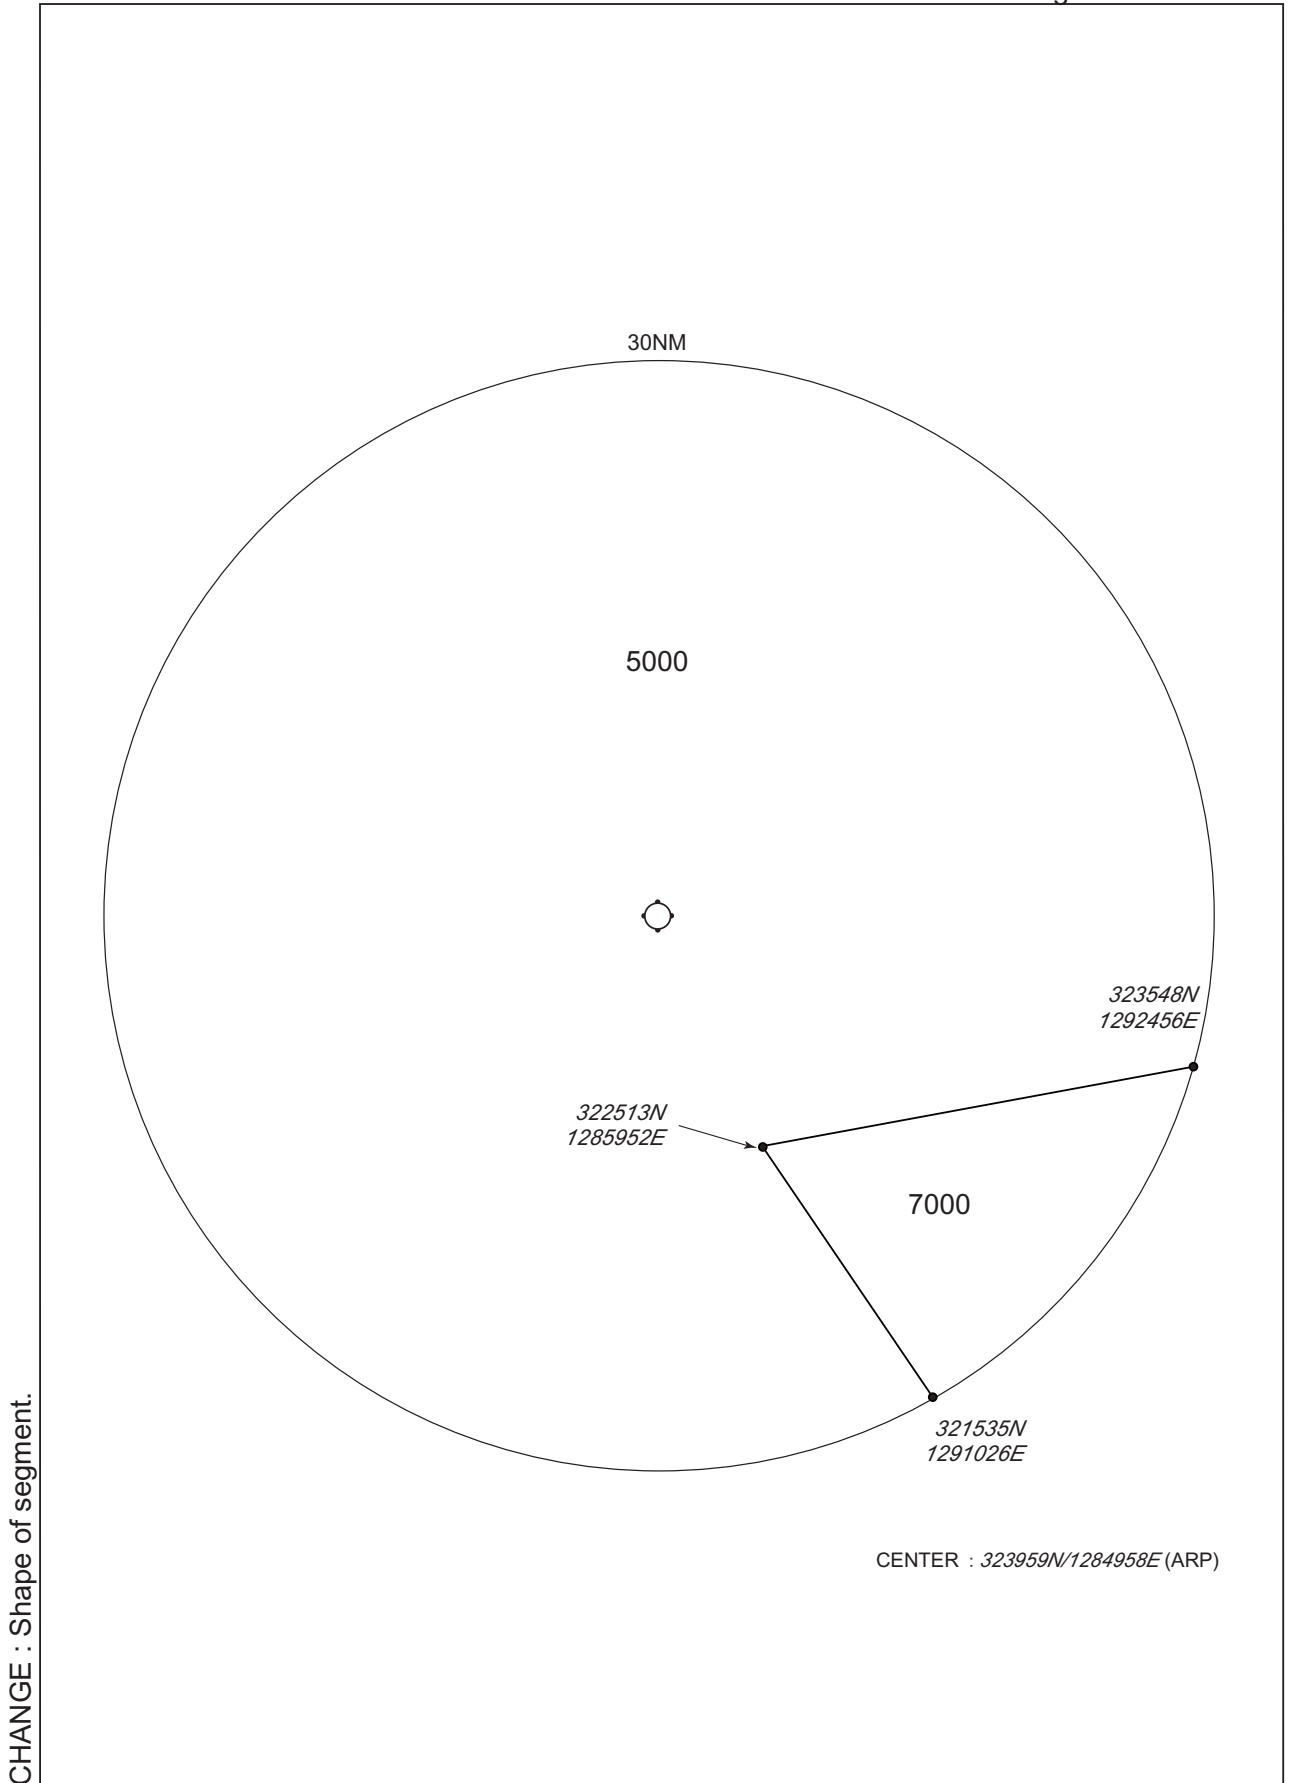 30NM
5000
323548N
1292456E
322513N
1285952E
7000
321535N
1291026E
CENTER : 323959N/1284958E (ARP)
CHANGE : Shape of segment.